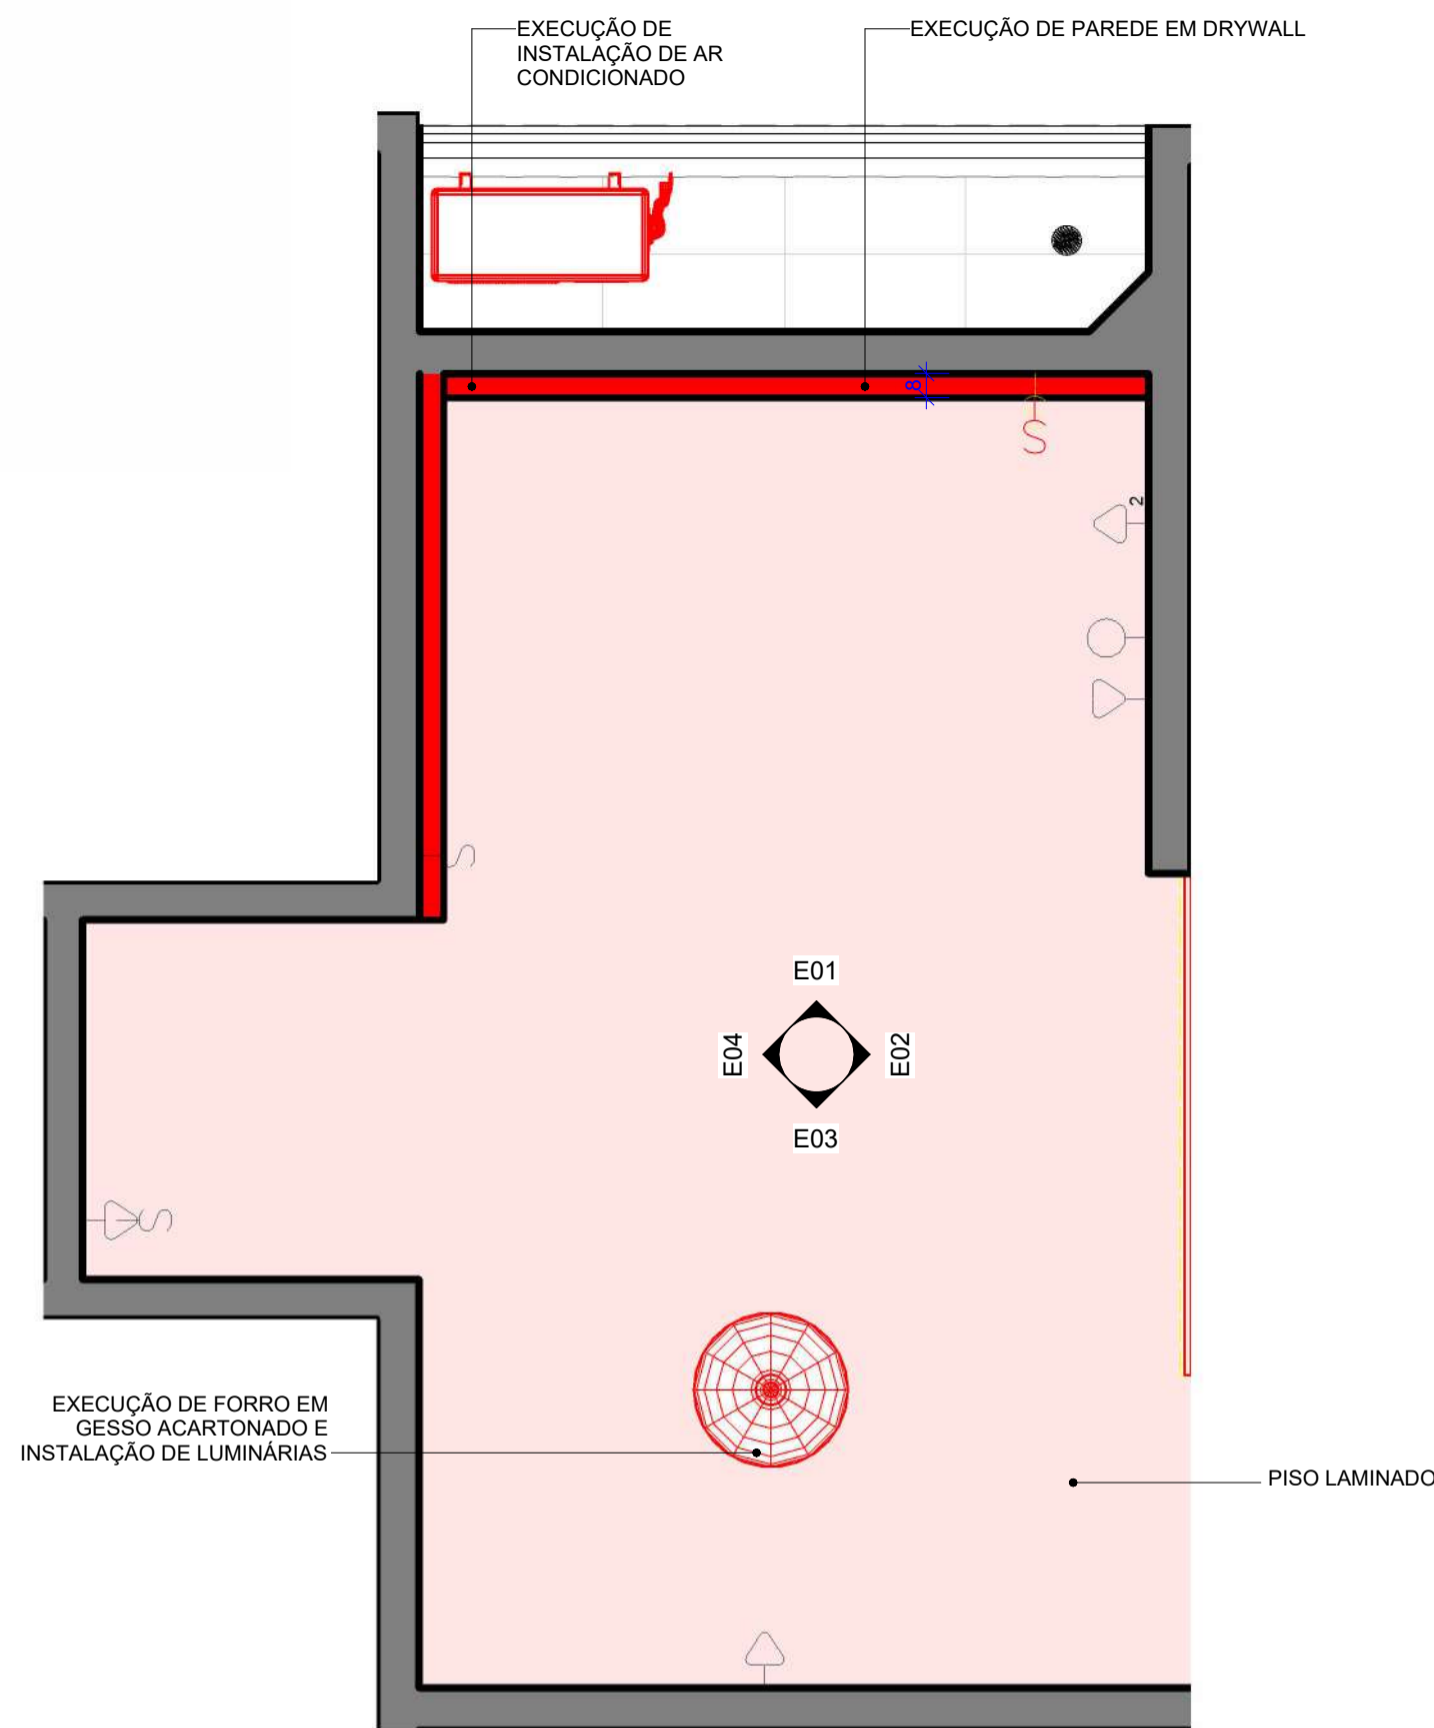 EXECUÇÃO DE
INSTALAÇÃO DE AR
CONDICIONADO
EXECUÇÃO DE PAREDE EM DRYWALL
8
S
2
S
E01
E04
E02
E03
S
EXECUÇÃO DE FORRO EM
GESSO ACARTONADO E
INSTALAÇÃO DE LUMINÁRIAS
PISO LAMINADO